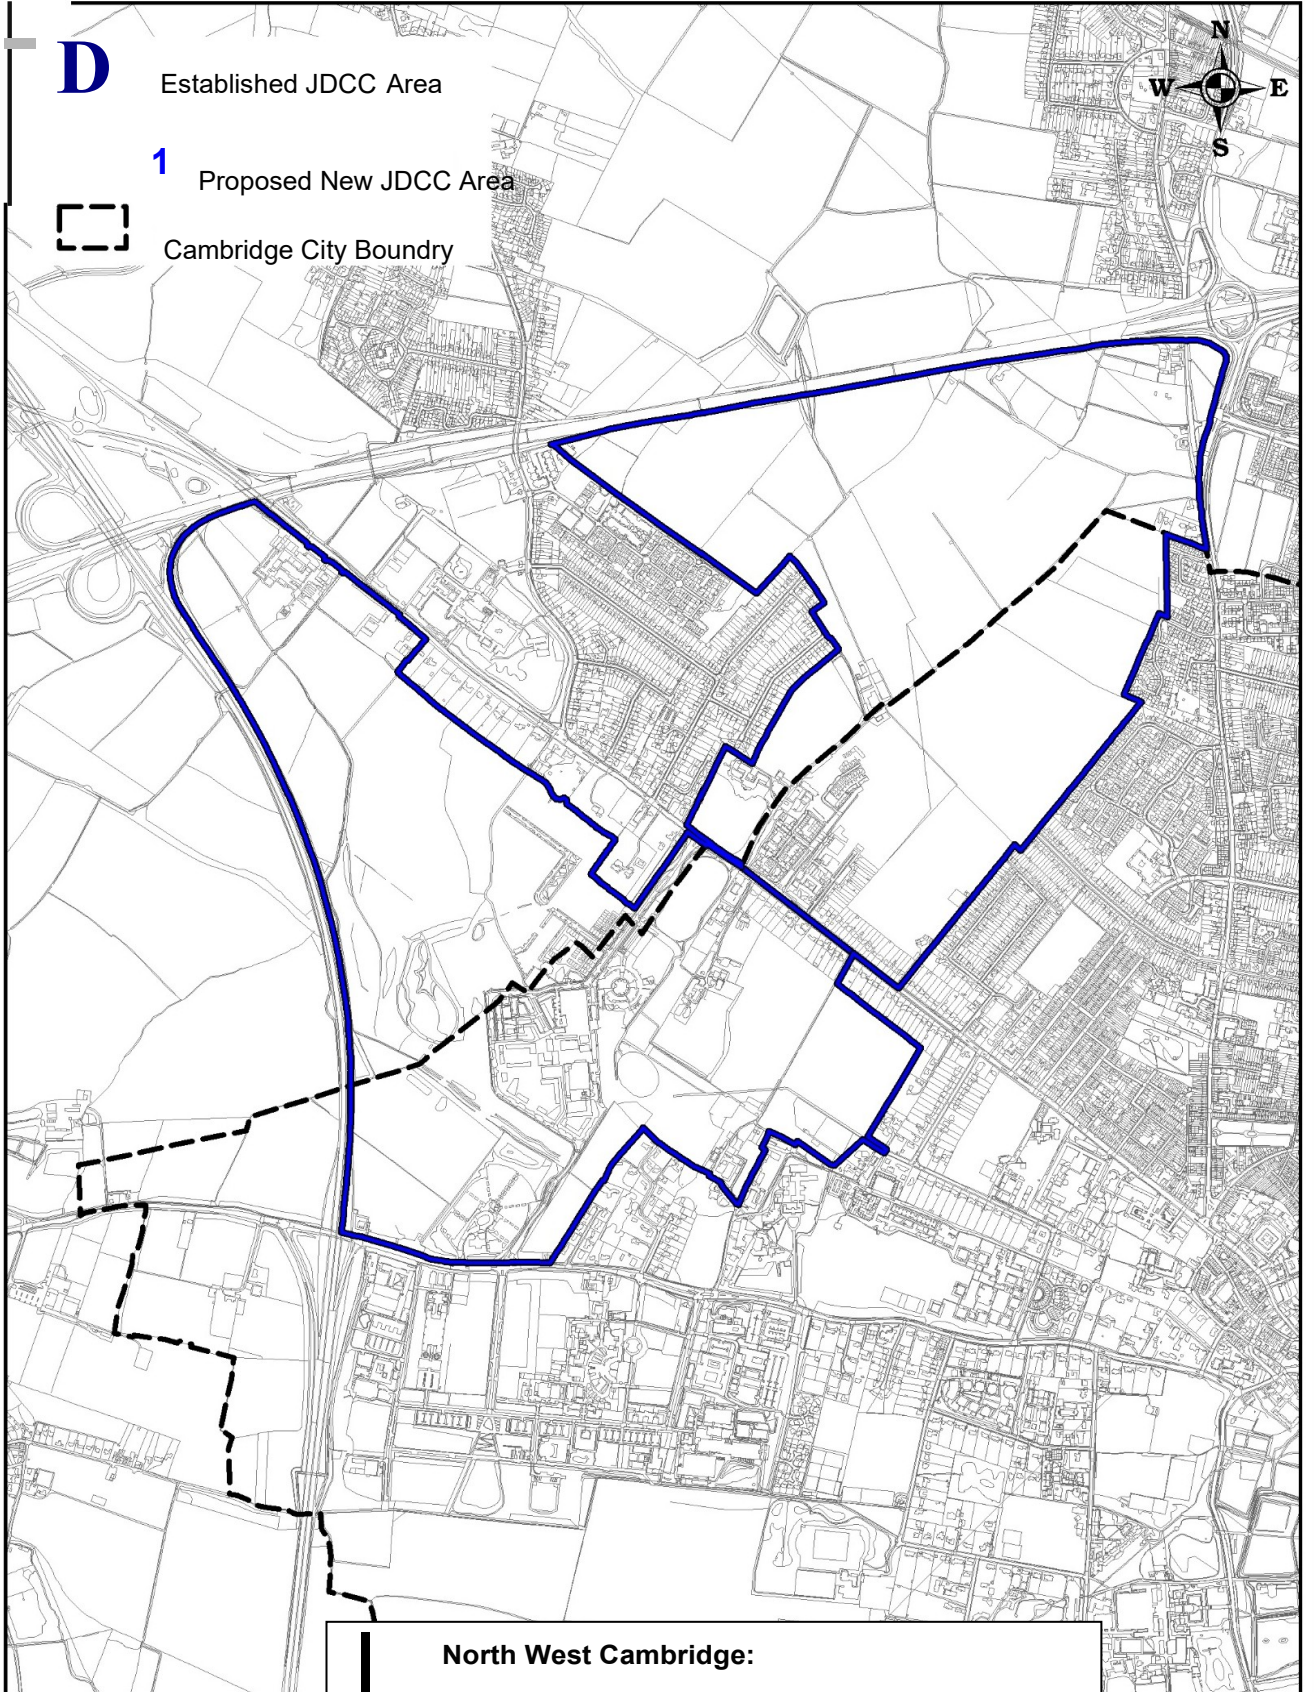 D Established JDCC Area
1 Proposed New JDCC Area
Cambridge City Boundry
N
W E
S
North West Cambridge: